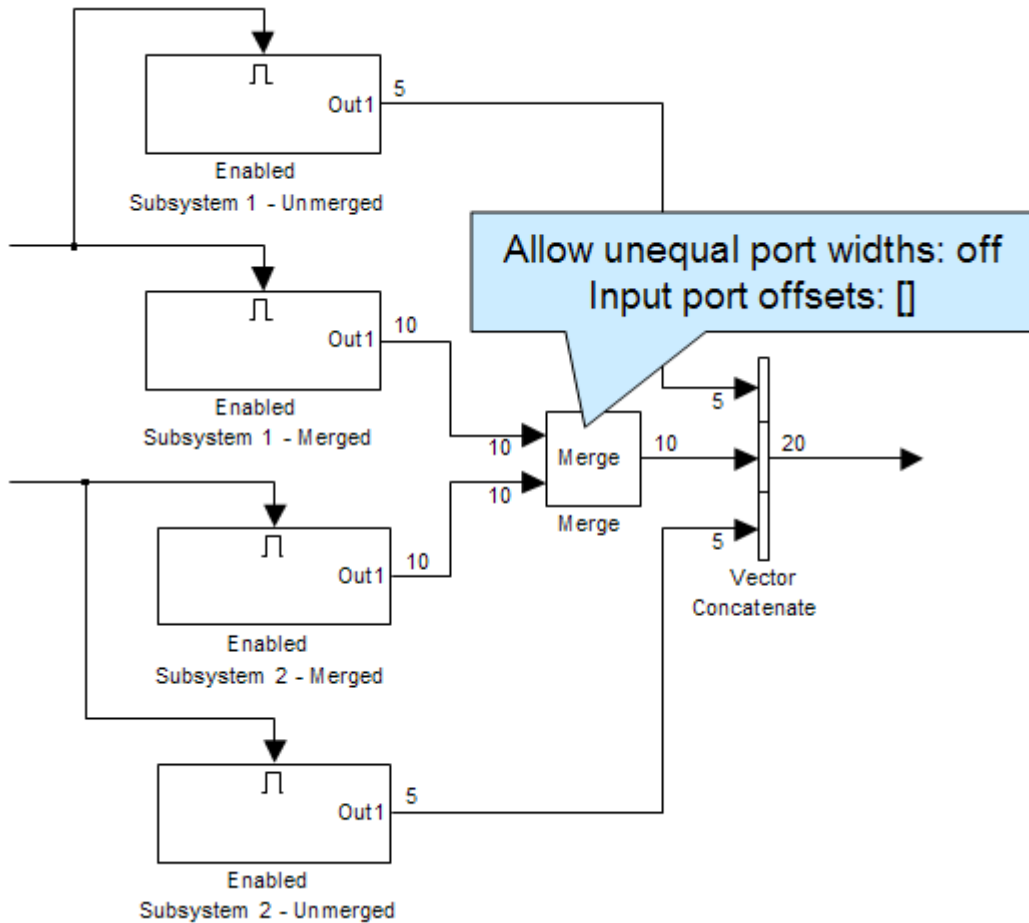 Out1
5
Enabled
Subsystem 1 - Unmerged
Allow unequal port widths: off
Input port offsets: []
Out1
10
Enabled
Subsystem 1 - Merged
10
10
Merge
Merge
10
5
20
5
Vector
Concatenate
Out1
10
Enabled
Subsystem 2 - Merged
Out1
5
Enabled
Subsystem 2 - Unmerged